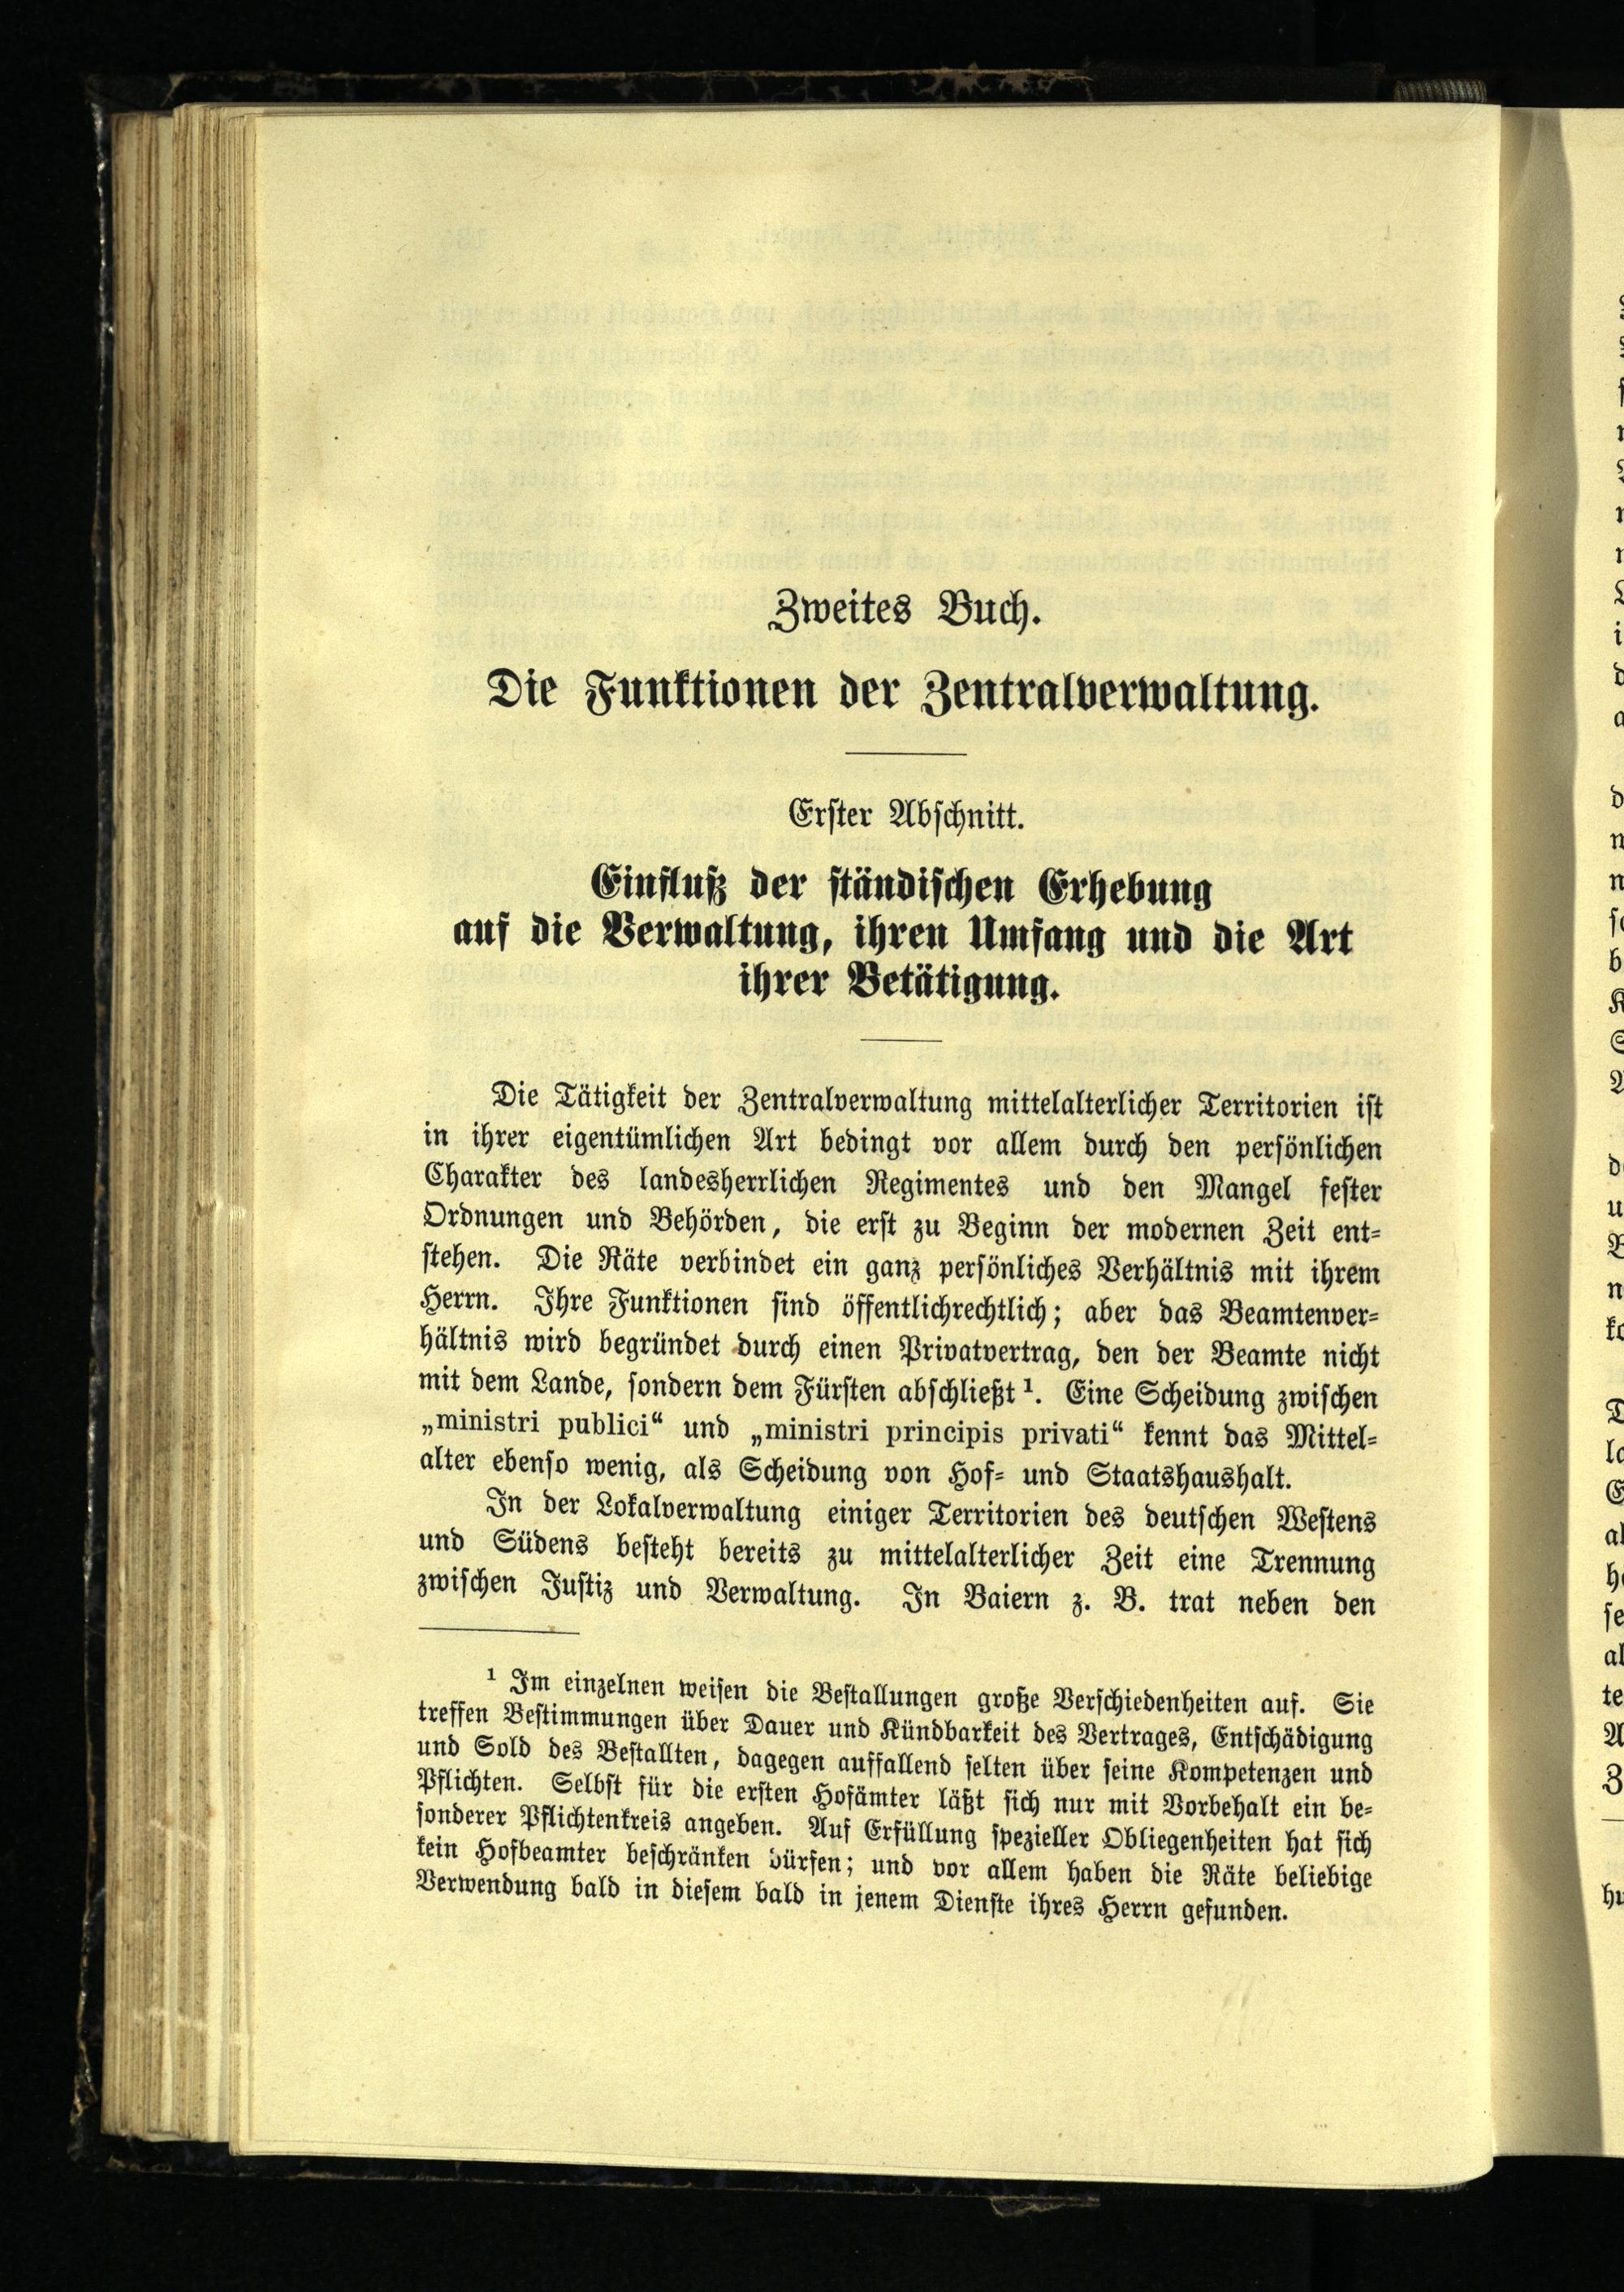 Zweites Buch.
Die Funktionen der Zentralverwaltung.
Erster Abschnitt.
Einfluß der ständischen Erhebung
auf die Verwaltung, ihren Umfang und die Art
ihrer Betätigung.
Die Tätigkeit der Zentralverwaltung mittelalterlicher Territorien ist
in ihrer eigentümlichen Art bedingt vor allem durch den persönlichen
Charakter des landesherrlichen Regimentes und den Mangel fester
Ordnungen und Behörden, die erst zu Beginn der modernen Zeit ent-
stehen. Die Räte verbindet ein ganz persönliches Verhältnis mit ihrem
Herrn. Ihre Funktionen sind öffentlichrechtlich; aber das Beamtenver-
hältnis wird begründet durch einen Privatvertrag, den der Beamte nicht
mit dem Lande, sondern dem Fürsten abschließt¹. Eine Scheidung zwischen
„ministri publici“ und „ministri principis privati“ kennt das Mittel-
alter ebenso wenig, als Scheidung von Hof- und Staatshaushalt.
In der Lokalverwaltung einiger Territorien des deutschen Westens
und Südens besteht bereits zu mittelalterlicher Zeit eine Trennung
zwischen Justiz und Verwaltung. In Baiern z. B. trat neben den
¹ Im einzelnen weisen die Bestallungen große Verschiedenheiten auf. Sie
treffen Bestimmungen über Dauer und Kündbarkeit des Vertrages, Entschädigung
und Sold des Bestallten, dagegen auffallend selten über seine Kompetenzen und
Pflichten. Selbst für die ersten Hofämter läßt sich nur mit Vorbehalt ein be-
sonderer Pflichtenkreis angeben. Auf Erfüllung spezieller Obliegenheiten hat sich
kein Hofbeamter beschränken dürfen; und vor allem haben die Räte beliebige
Verwendung bald in diesem bald in jenem Dienste ihres Herrn gefunden.